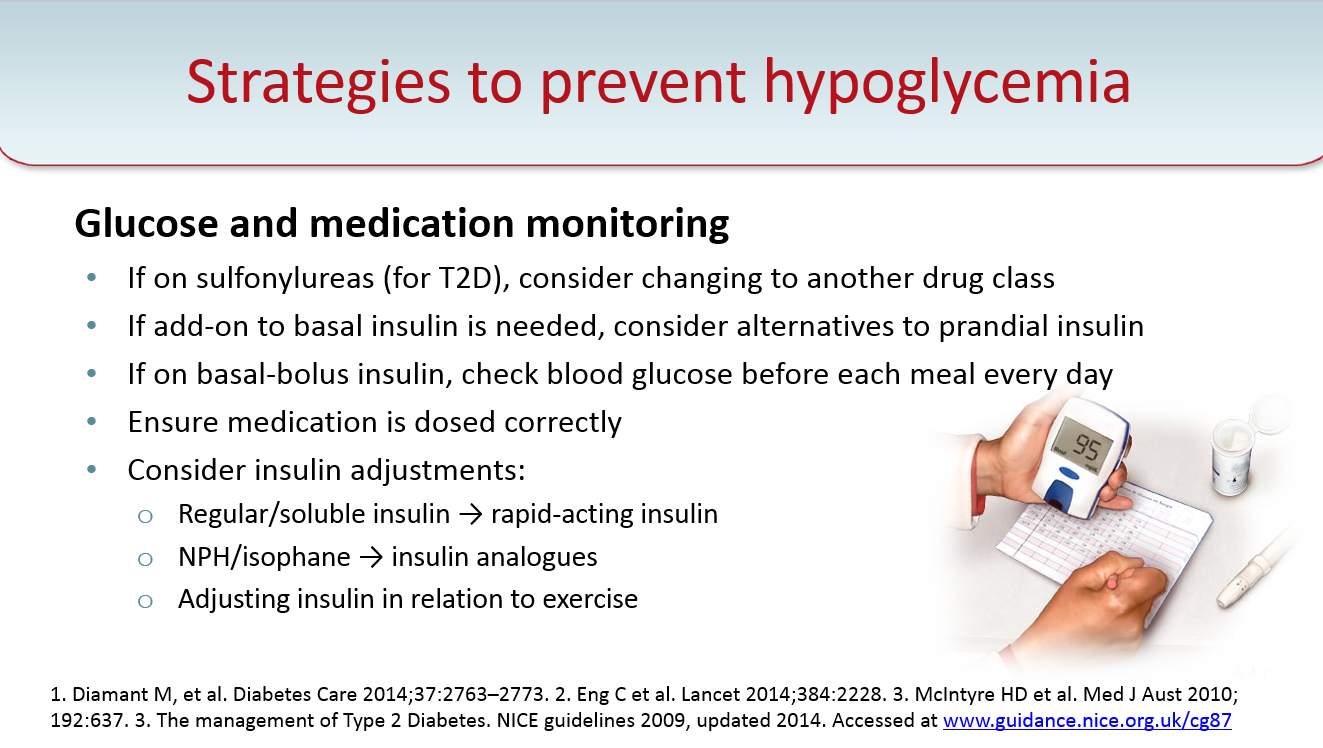 Strategies to prevent hypoglycemia
Glucose and medication monitoring
• If on sulfonylureas (for T2D), consider changing to another drug class
• If add-on to basal insulin is needed, consider alternatives to prandial insulin
• If on basal-bolus insulin, check blood glucose before each meal every day
• Ensure medication is dosed correctly
• Consider insulin adjustments:
o Regular/soluble insulin → rapid-acting insulin
o NPH/isophane → insulin analogues
o Adjusting insulin in relation to exercise
95
1. Diamant M, et al. Diabetes Care 2014;37:2763–2773. 2. Eng C et al. Lancet 2014;384:2228. 3. McIntyre HD et al. Med J Aust 2010;
192:637. 3. The management of Type 2 Diabetes. NICE guidelines 2009, updated 2014. Accessed at www.guidance.nice.org.uk/cg87